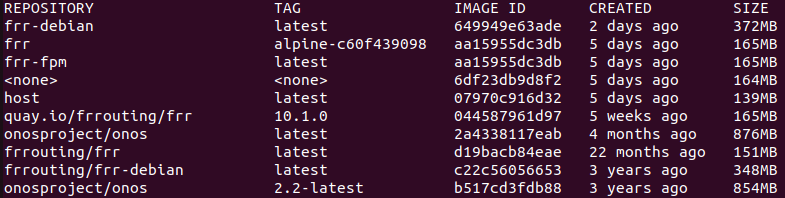 REPOSITORY TAG IMAGE ID CREATED SIZE
frr-debian latest 649949e63ade 2 days ago 372MB
frr alpine-c60f439098 aa15955dc3db 5 days ago 165MB
frr-fpm latest aa15955dc3db 5 days ago 165MB
<none> <none> 6df23db9d8f2 5 days ago 164MB
host latest 07970c916d32 5 days ago 139MB
quay.io/frrouting/frr 10.1.0 044587961d97 5 weeks ago 165MB
onosproject/onos latest 2a4338117eab 4 months ago 876MB
frrouting/frr latest d19bacb84eae 22 months ago 151MB
frrouting/frr-debian latest c22c56056653 3 years ago 348MB
onosproject/onos 2.2-latest b517cd3fdb88 3 years ago 854MB